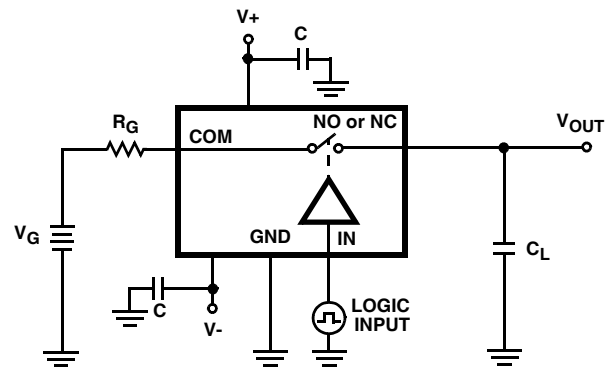 V+
C
RG
COM
NO or NC
VOUT
VG
GND
IN
CL
C
V-
LOGIC
INPUT